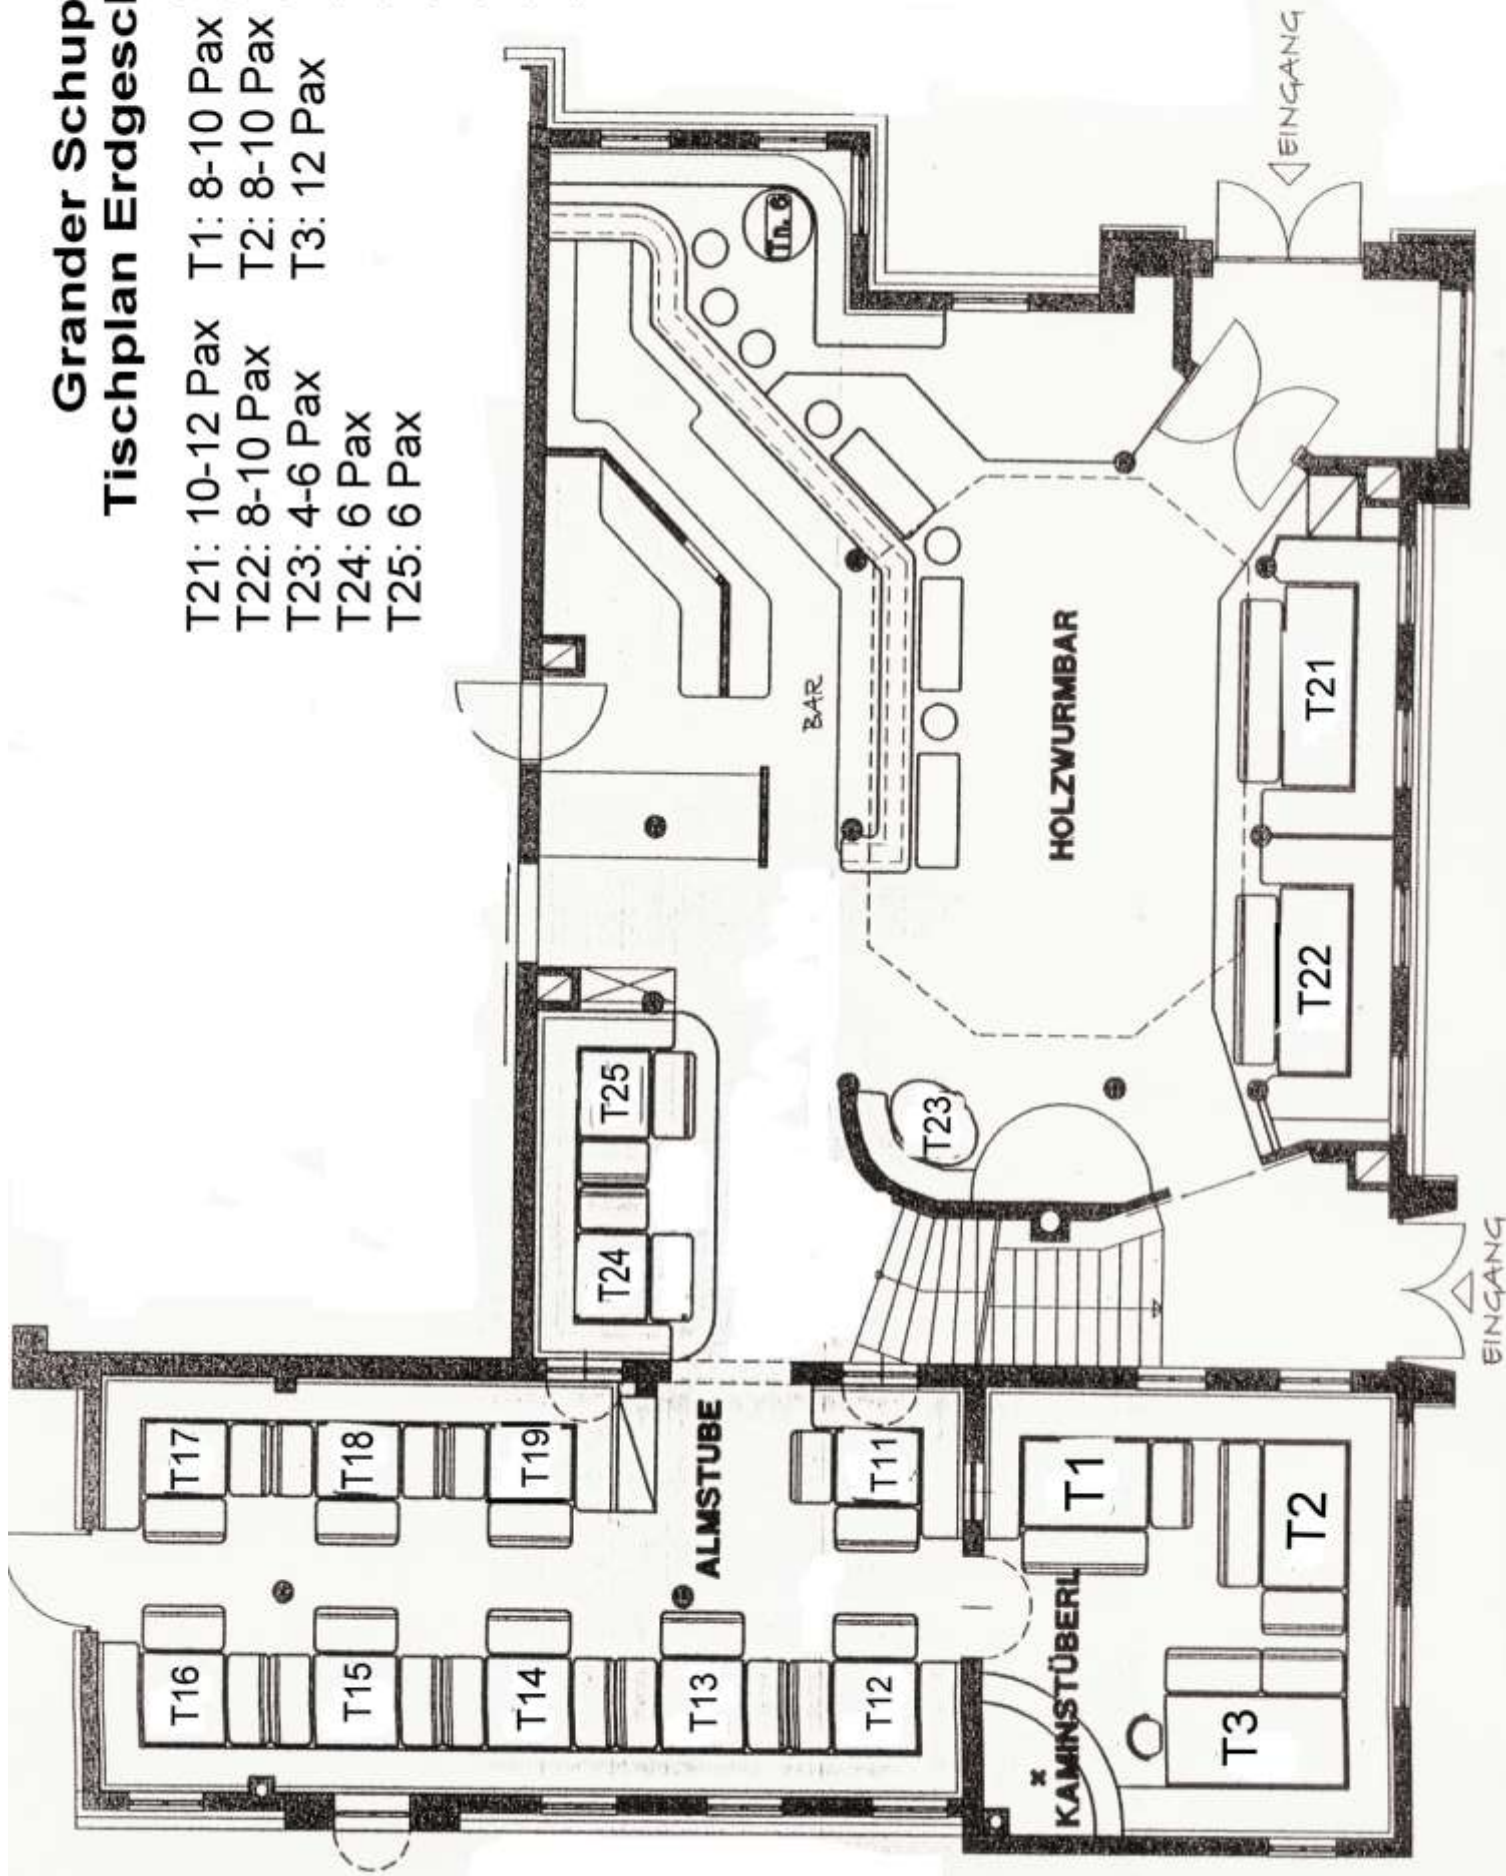 Grander Schup
Tischplan Erdgesch
T21: 10-12 Pax T1: 8-10 Pax
T22: 8-10 Pax T2: 8-10 Pax
T23: 4-6 Pax T3: 12 Pax
T24: 6 Pax
T25: 6 Pax
EINGANG
Tn. 6
BAR
HOLZWURMBAR
T21
T22
T23
T25
T24
EINGANG
ALMSTUBE
T17
T18
T19
T11
T16
T15
T14
T13
T12
KAMINSTÜBERL
T1
T2
T3
x